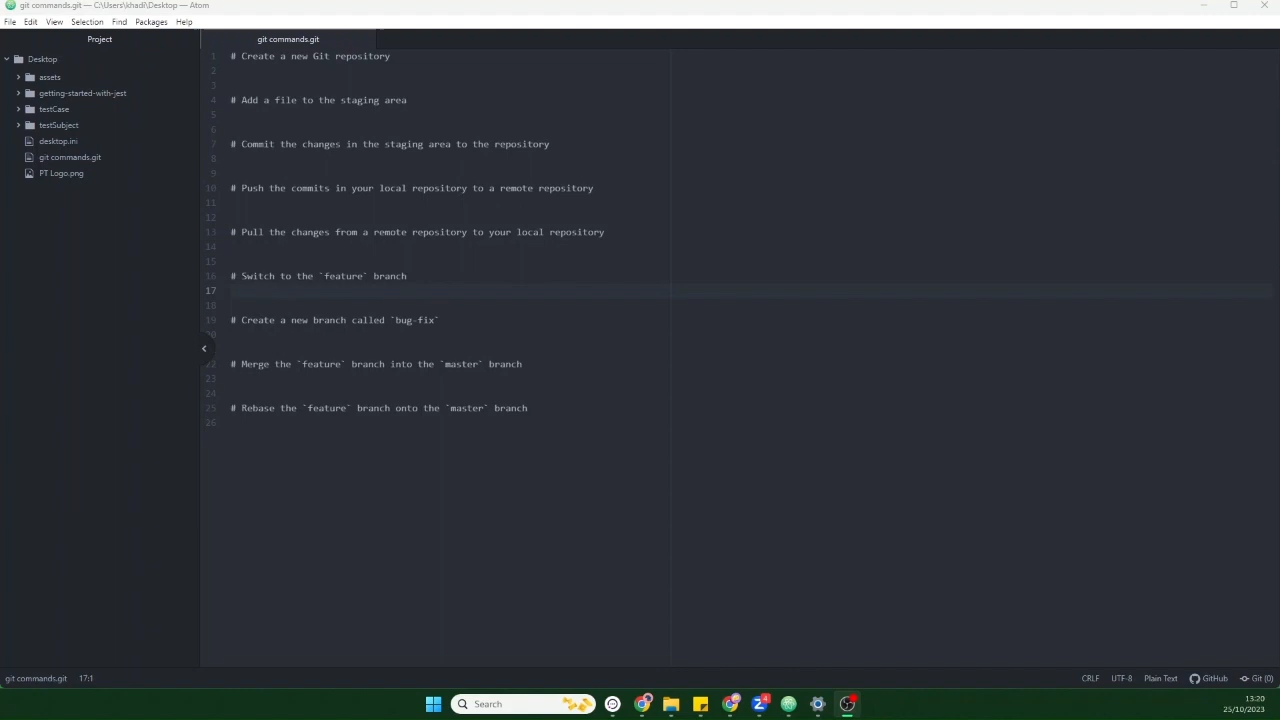 git commands.git — C:\Users\khadi\Desktop — Atom
File Edit View Selection Find Packages Help
Project
git commands.git
Desktop
assets
getting-started-with-jest
testCase
testSubject
desktop.ini
git commands.git
PT Logo.png
1 # Create a new Git repository
2
3
4 # Add a file to the staging area
5
6
7 # Commit the changes in the staging area to the repository
8
9
10 # Push the commits in your local repository to a remote repository
11
12
13 # Pull the changes from a remote repository to your local repository
14
15
16 # Switch to the `feature` branch
17
18
19 # Create a new branch called `bug-fix`
20
22 # Merge the `feature` branch into the `master` branch
23
24
25 # Rebase the `feature` branch onto the `master` branch
26
git commands.git 17:1 CRLF UTF-8 Plain Text GitHub Git (0)
Search
4
13:20
25/10/2023